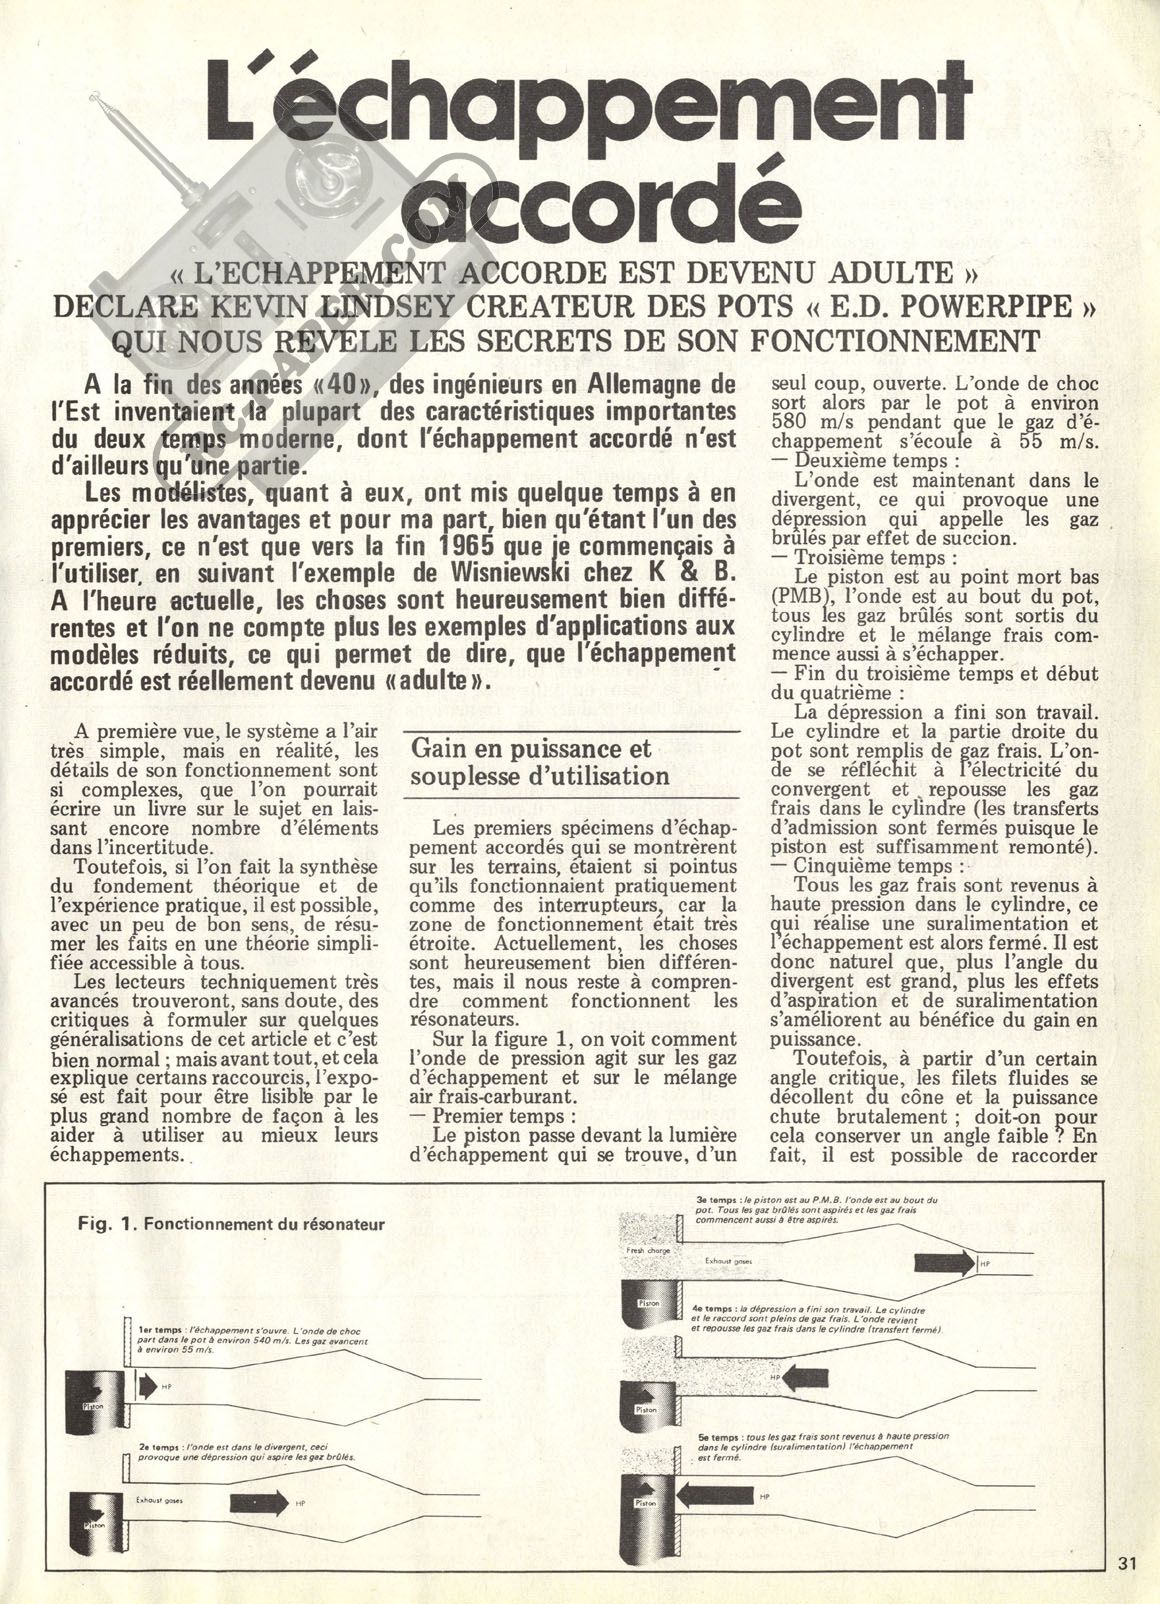 L'échappement
accordé
RC-PAPER.COM
« L'ECHAPPEMENT ACCORDE EST DEVENU ADULTE »
DECLARE KEVIN LINDSEY CREATEUR DES POTS « E.D. POWERPIPE »
QUI NOUS REVELE LES SECRETS DE SON FONCTIONNEMENT
A la fin des années «40», des ingénieurs en Allemagne de
l'Est inventaient la plupart des caractéristiques importantes
du deux temps moderne, dont l'échappement accordé n'est
d'ailleurs qu'une partie.
Les modélistes, quant à eux, ont mis quelque temps à en
apprécier les avantages et pour ma part, bien qu'étant l'un des
premiers, ce n'est que vers la fin 1965 que je commençais à
l'utiliser, en suivant l'exemple de Wisniewski chez K & B.
A l'heure actuelle, les choses sont heureusement bien diffé-
rentes et l'on ne compte plus les exemples d'applications aux
modèles réduits, ce qui permet de dire, que l'échappement
accordé est réellement devenu «adulte».
A première vue, le système a l'air
très simple, mais en réalité, les
détails de son fonctionnement sont
si complexes, que l'on pourrait
écrire un livre sur le sujet en lais-
sant encore nombre d'éléments
dans l'incertitude.
Toutefois, si l'on fait la synthèse
du fondement théorique et de
l'expérience pratique, il est possible,
avec un peu de bon sens, de résu-
mer les faits en une théorie simpli-
fiée accessible à tous.
Les lecteurs techniquement très
avancés trouveront, sans doute, des
critiques à formuler sur quelques
généralisations de cet article et c'est
bien normal ; mais avant tout, et cela
explique certains raccourcis, l'expo-
sé est fait pour être lisible par le
plus grand nombre de façon à les
aider à utiliser au mieux leurs
échappements.
Gain en puissance et
souplesse d'utilisation
Les premiers spécimens d'échap-
pement accordés qui se montrèrent
sur les terrains, étaient si pointus
qu'ils fonctionnaient pratiquement
comme des interrupteurs, car la
zone de fonctionnement était très
étroite. Actuellement, les choses
sont heureusement bien différen-
tes, mais il nous reste à compren-
dre comment fonctionnent les
résonateurs.
Sur la figure 1, on voit comment
l'onde de pression agit sur les gaz
d'échappement et sur le mélange
air frais-carburant.
— Premier temps :
Le piston passe devant la lumière
d'échappement qui se trouve, d'un
seul coup, ouverte. L'onde de choc
sort alors par le pot à environ
580 m/s pendant que le gaz d'é-
chappement s'écoule à 55 m/s.
— Deuxième temps :
L'onde est maintenant dans le
divergent, ce qui provoque une
dépression qui appelle les gaz
brûlés par effet de succion.
— Troisième temps :
Le piston est au point mort bas
(PMB), l'onde est au bout du pot,
tous les gaz brûlés sont sortis du
cylindre et le mélange frais com-
mence aussi à s'échapper.
— Fin du troisième temps et début
du quatrième :
La dépression a fini son travail.
Le cylindre et la partie droite du
pot sont remplis de gaz frais. L'on-
de se réfléchit à l'électricité du
convergent et repousse les gaz
frais dans le cylindre (les transferts
d'admission sont fermés puisque le
piston est suffisamment remonté).
— Cinquième temps :
Tous les gaz frais sont revenus à
haute pression dans le cylindre, ce
qui réalise une suralimentation et
l'échappement est alors fermé. Il est
donc naturel que, plus l'angle du
divergent est grand, plus les effets
d'aspiration et de suralimentation
s'améliorent au bénéfice du gain en
puissance.
Toutefois, à partir d'un certain
angle critique, les filets fluides se
décollent du cône et la puissance
chute brutalement ; doit-on pour
cela conserver un angle faible ? En
fait, il est possible de raccorder
Fig. 1. Fonctionnement du résonateur
1er temps : l'échappement s'ouvre. L'onde de choc
part dans le pot à environ 540 m/s. Les gaz avancent
à environ 55 m/s.
HP
Piston
2e temps : l'onde est dans le divergent, ceci
provoque une dépression qui aspire les gaz brûlés.
Exhaust gases
HP
Piston
3e temps : le piston est au P.M.B. l'onde est au bout du
pot. Tous les gaz brûlés sont aspirés et les gaz frais
commencent aussi à être aspirés.
Fresh charge
Exhaust gases
HP
Piston
4e temps : la dépression a fini son travail. Le cylindre
et le raccord sont pleins de gaz frais. L'onde revient
et repousse les gaz frais dans le cylindre (transfert fermé)
HP
Piston
5e temps : tous les gaz frais sont revenus à haute pression
dans le cylindre (suralimentation) l'échappement
est fermé.
HP
Piston
31